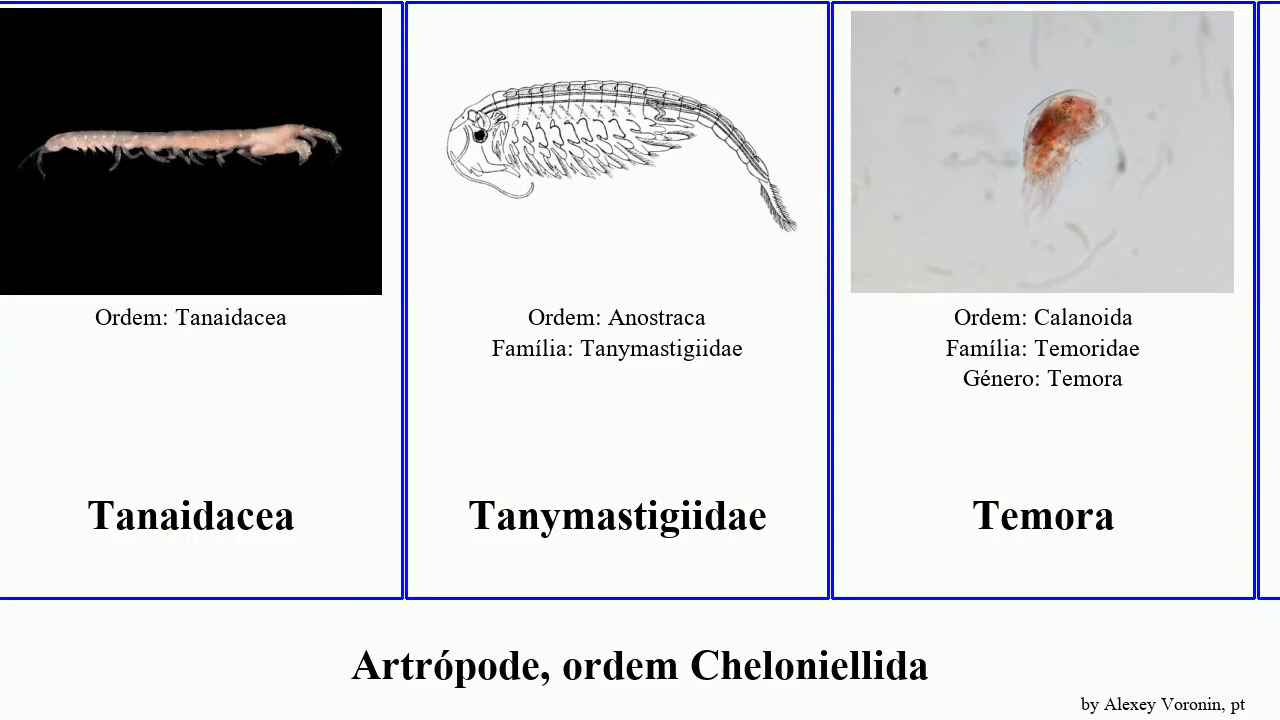 Ordem: Tanaidacea
Tanaidacea
Ordem: Anostraca
Família: Tanymastigiidae
Tanymastigiidae
Ordem: Calanoida
Família: Temoridae
Género: Temora
Temora
Artrópode, ordem Cheloniellida
by Alexey Voronin, pt